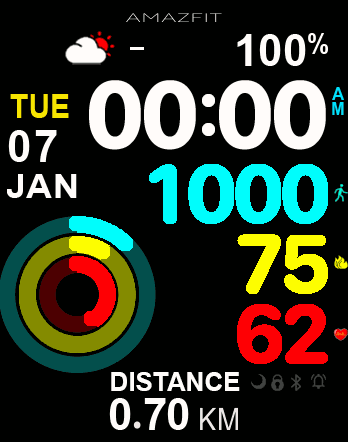 AMAZFIT
– 100%
TUE
07
JAN
00:00 AM
1000
75
62
DISTANCE
0.70 KM